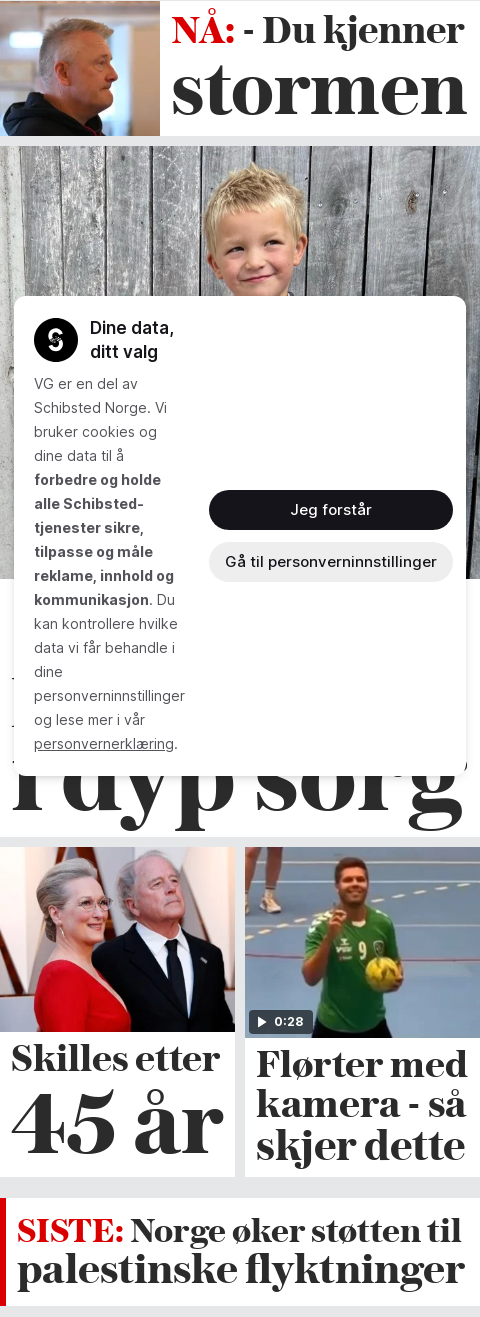 NÅ: - Du kjenner
stormen
Dine data,
ditt valg
VG er en del av
Schibsted Norge. Vi
bruker cookies og
dine data til å
forbedre og holde
alle Schibsted-
tjenester sikre,
tilpasse og måle
reklame, innhold og
kommunikasjon. Du
kan kontrollere hvilke
data vi får behandle i
dine
personverninnstillinger
og lese mer i vår
personvernerklæring.
Jeg forstår
Gå til personverninnstillinger
i dyp sorg
9
0:28
Skilles etter
45 år
Flørter med
kamera - så
skjer dette
SISTE: Norge øker støtten til
palestinske flyktninger